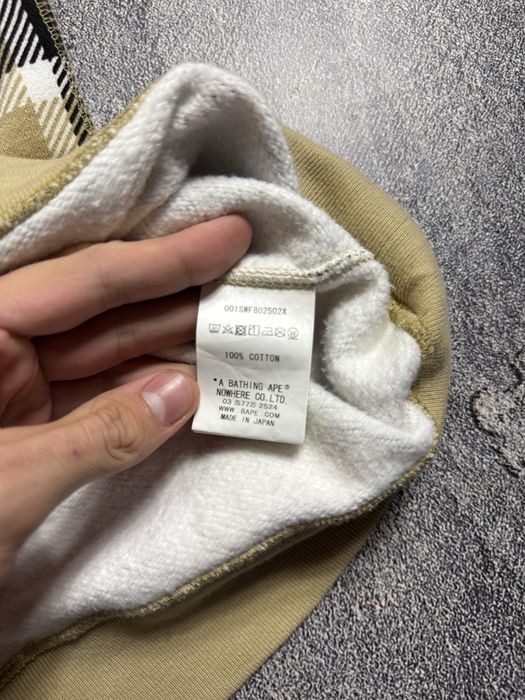 001SWF802502X
100% COTTON
"A BATHING APE®
NOWHERE CO.LTD.
03 (5772) 2524
WWW. BAPE. COM
MADE IN JAPAN